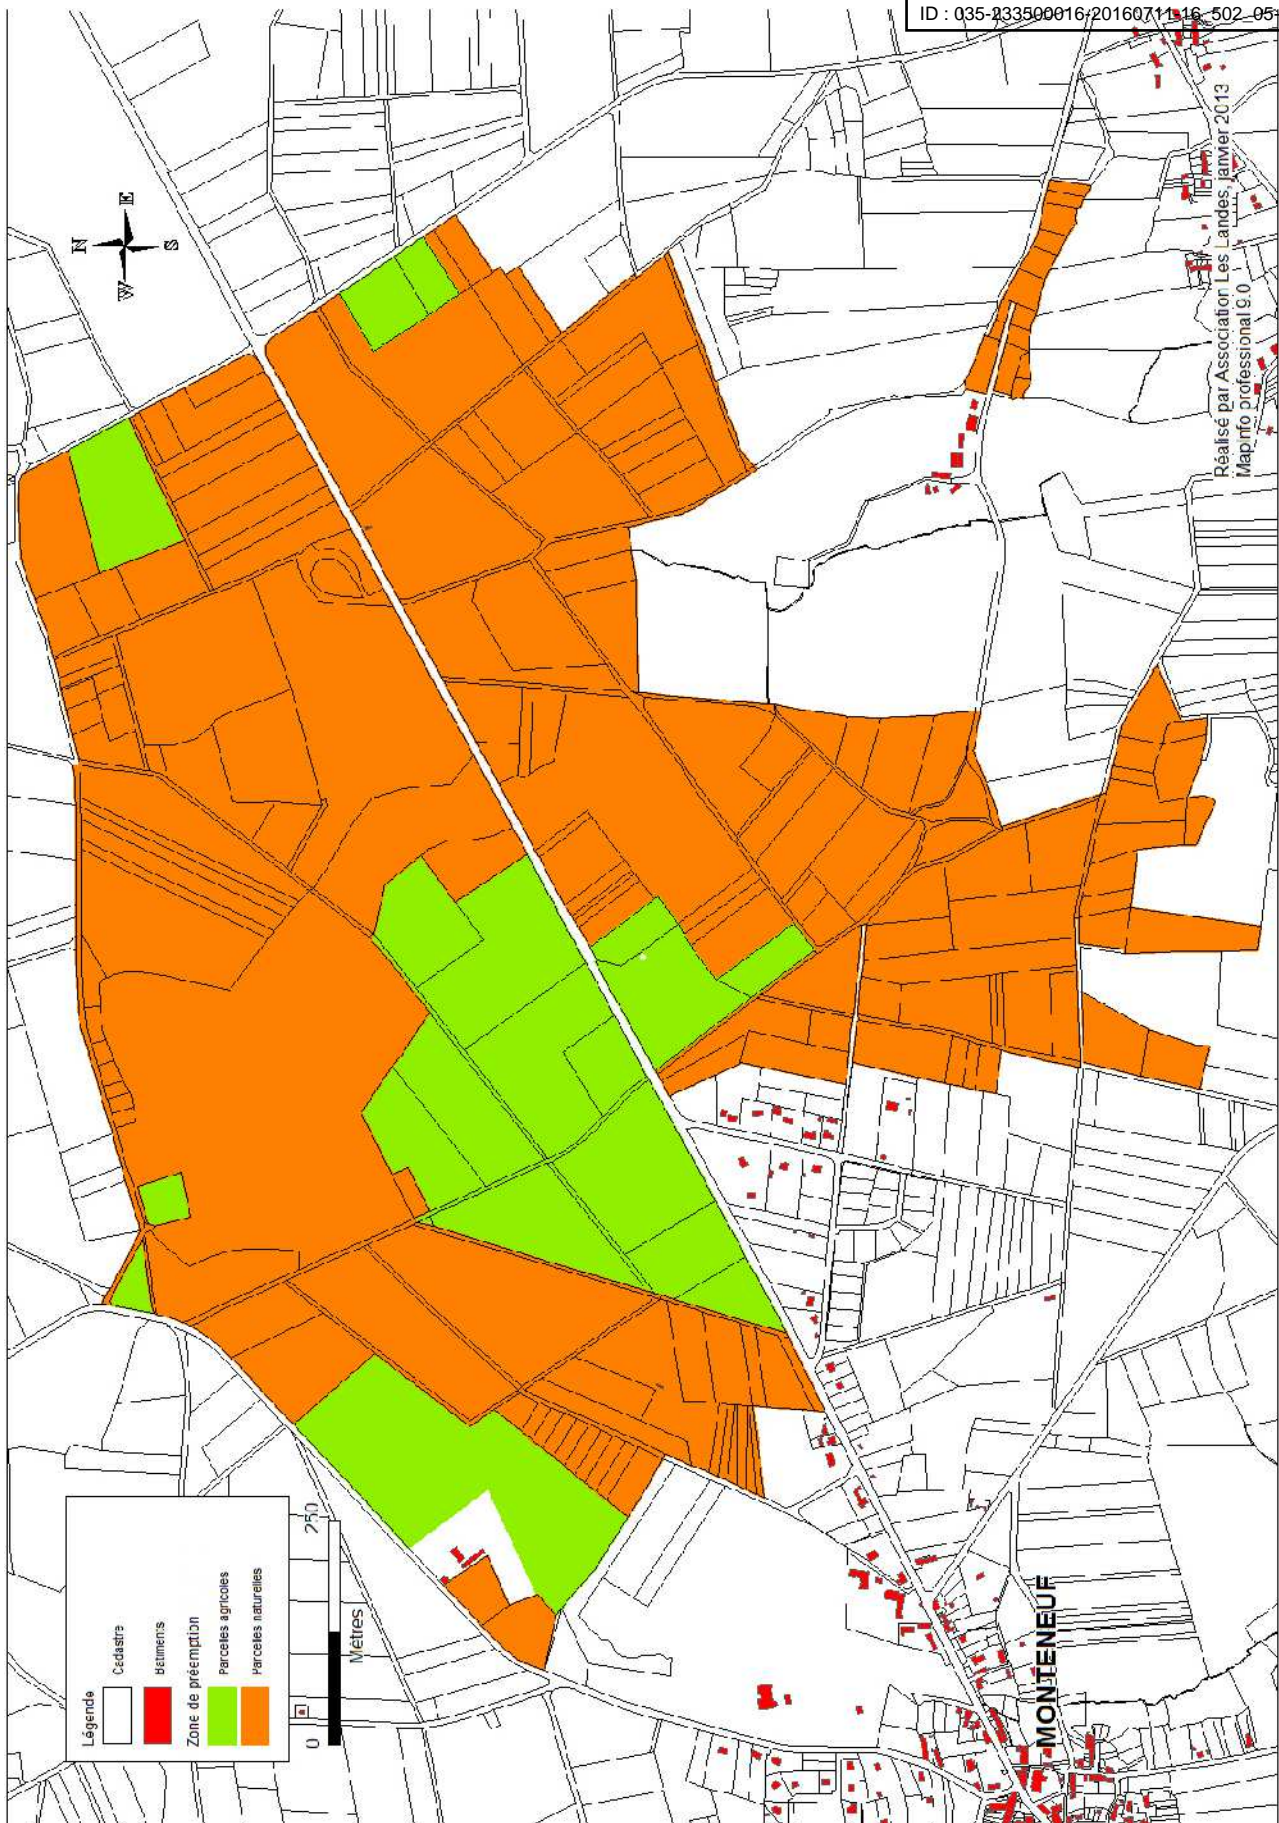 ID : 035-233500016-20160711-16_502_05-
N
W
E
S
Réalisé par Association Les Landes, janvier 2013
MapInfo professional 9.0
Légende
Cadastre
Batiments
Zone de préemption
Parcelles agricoles
Parcelles naturelles
0
250
Mètres
MONTENEUF